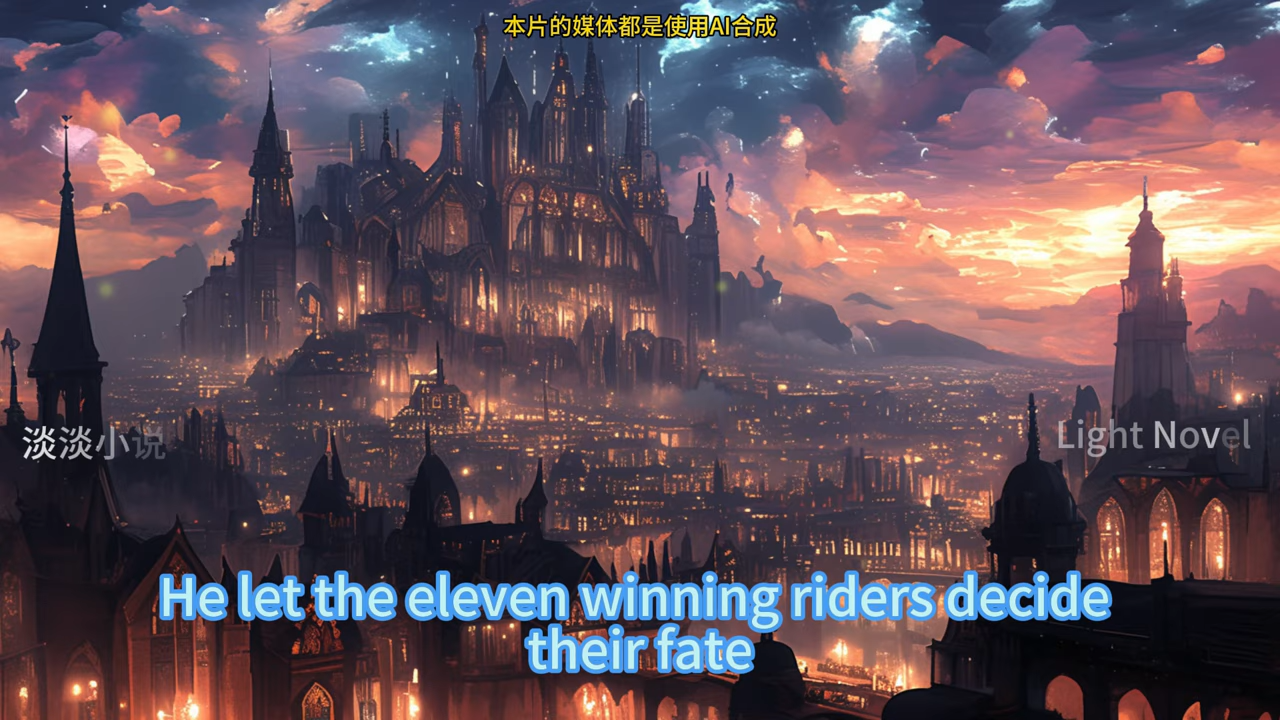 本片的媒体都是使用AI合成
淡淡小说
Light Novel
He let the eleven winning riders decide
their fate